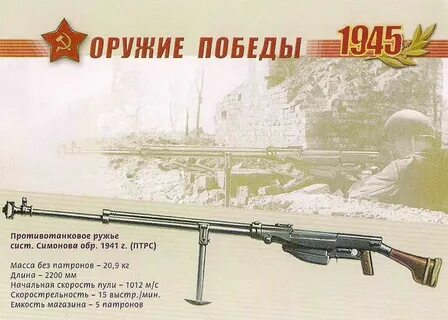 ОРУЖИЕ ПОБЕДЫ
1945
Противотанковое ружье
сист. Симонова обр. 1941 г. (ПТРС)
Масса без патронов – 20,9 кг
Длина – 2200 мм
Начальная скорость пули – 1012 м/с
Скорострельность – 15 выстр./мин.
Емкость магазина – 5 патронов